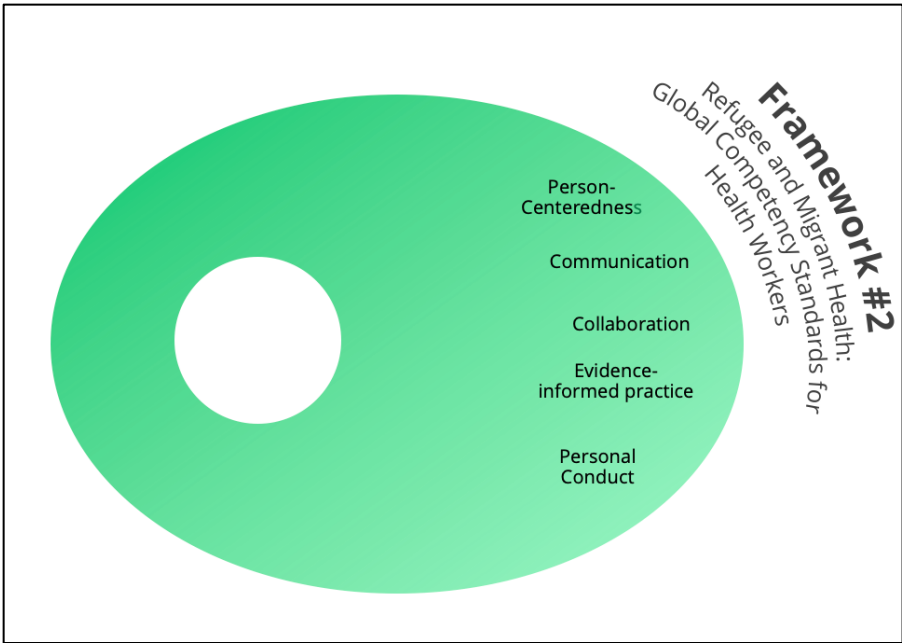 Framework #2
Refugee and Migrant Health:
Global Competency Standards for
Health Workers
Person-
Centeredness
Communication
Collaboration
Evidence-
informed practice
Personal
Conduct